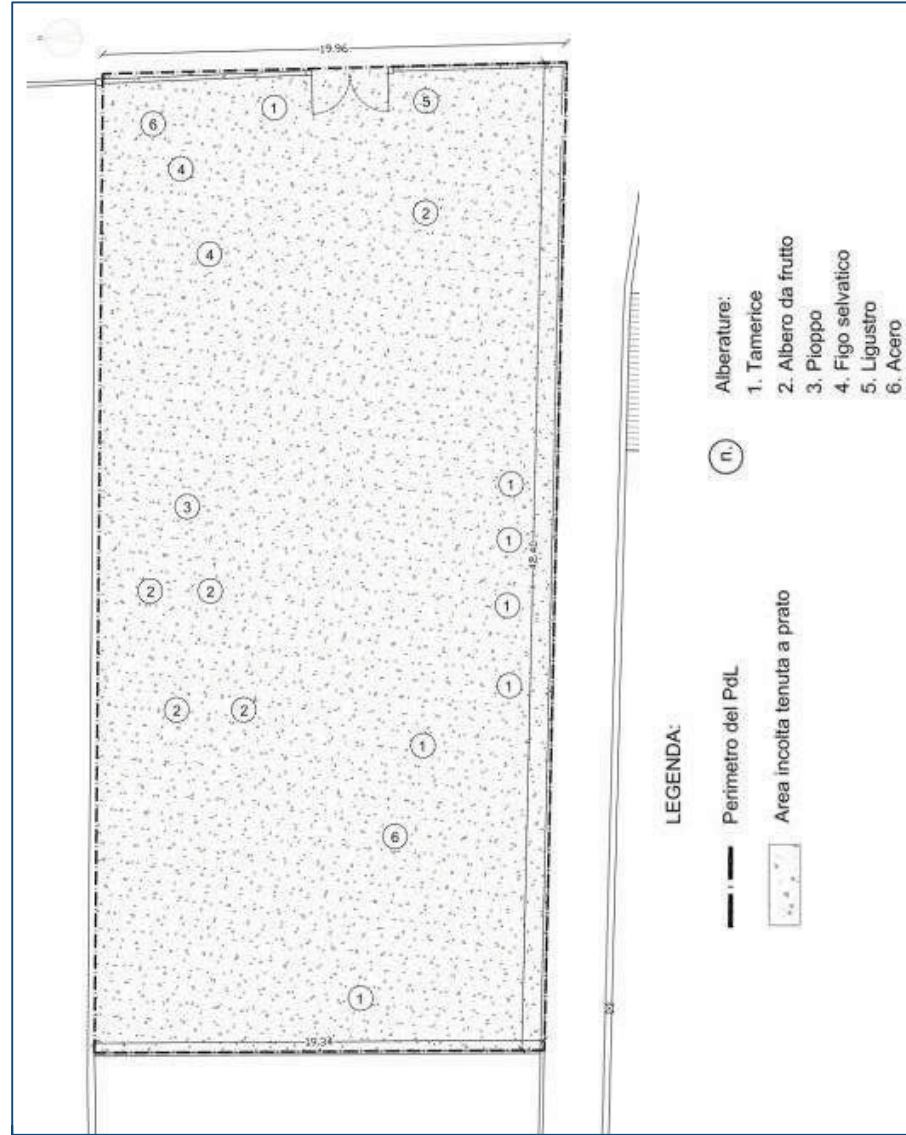 19.96
1
5
6
4
2
4
1
3
1
2
2
1
1
2
2
1
6
1
19.34
LEGENDA:
Perimetro del PdL
Area incolta tenuta a prato
n.
Alberature:
1. Tamerice
2. Albero da frutto
3. Pioppo
4. Figo selvatico
5. Ligustro
6. Acero